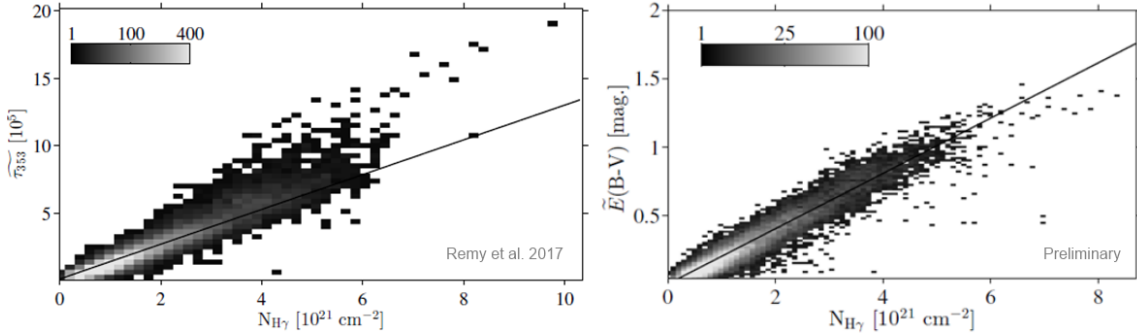 20
1 100 400
15
10
5
τ̃353 [10^5]
Remy et al. 2017
0 2 4 6 8 10
NHγ [10^21 cm^-2]
2
1 25 100
1.5
1
0.5
Ẽ(B-V) [mag.]
Preliminary
0 2 4 6 8
NHγ [10^21 cm^-2]